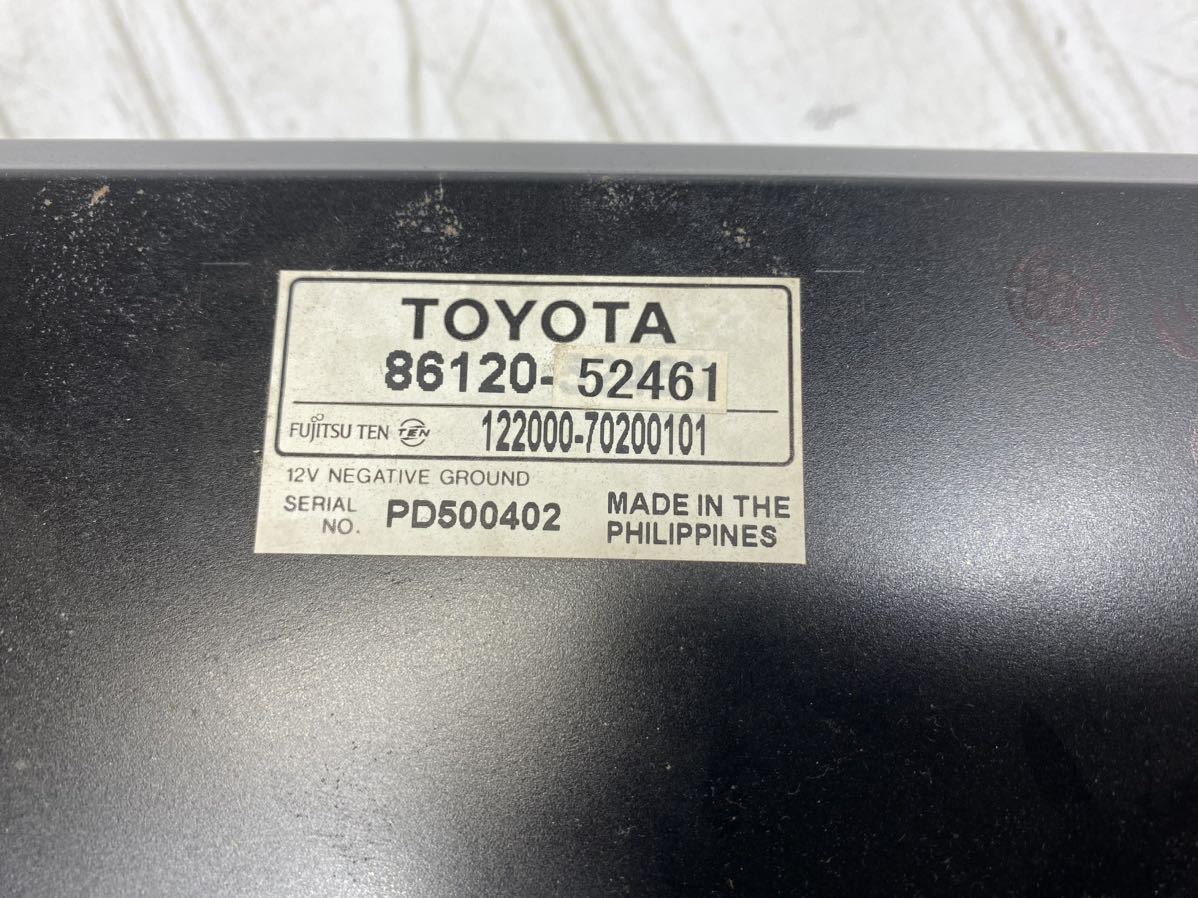 TOYOTA
86120-52461
FUJITSU TEN TEN 122000-70200101
12V NEGATIVE GROUND
SERIAL NO. PD500402
MADE IN THE PHILIPPINES